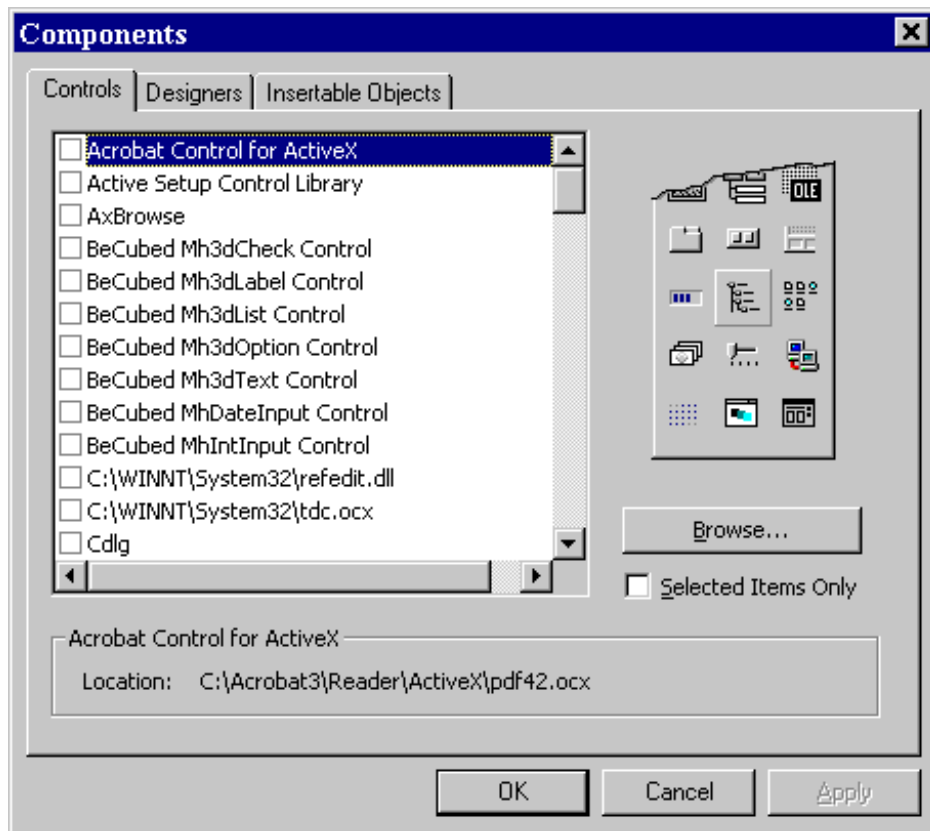 Components
Controls Designers Insertable Objects
Acrobat Control for ActiveX
Active Setup Control Library
AxBrowse
BeCubed Mh3dCheck Control
BeCubed Mh3dLabel Control
BeCubed Mh3dList Control
BeCubed Mh3dOption Control
BeCubed Mh3dText Control
BeCubed MhDateInput Control
BeCubed MhIntInput Control
C:\WINNT\System32\refedit.dll
C:\WINNT\System32\tdc.ocx
Cdlg
OLE
Browse...
Selected Items Only
Acrobat Control for ActiveX
Location: C:\Acrobat3\Reader\ActiveX\pdf42.ocx
OK Cancel Apply